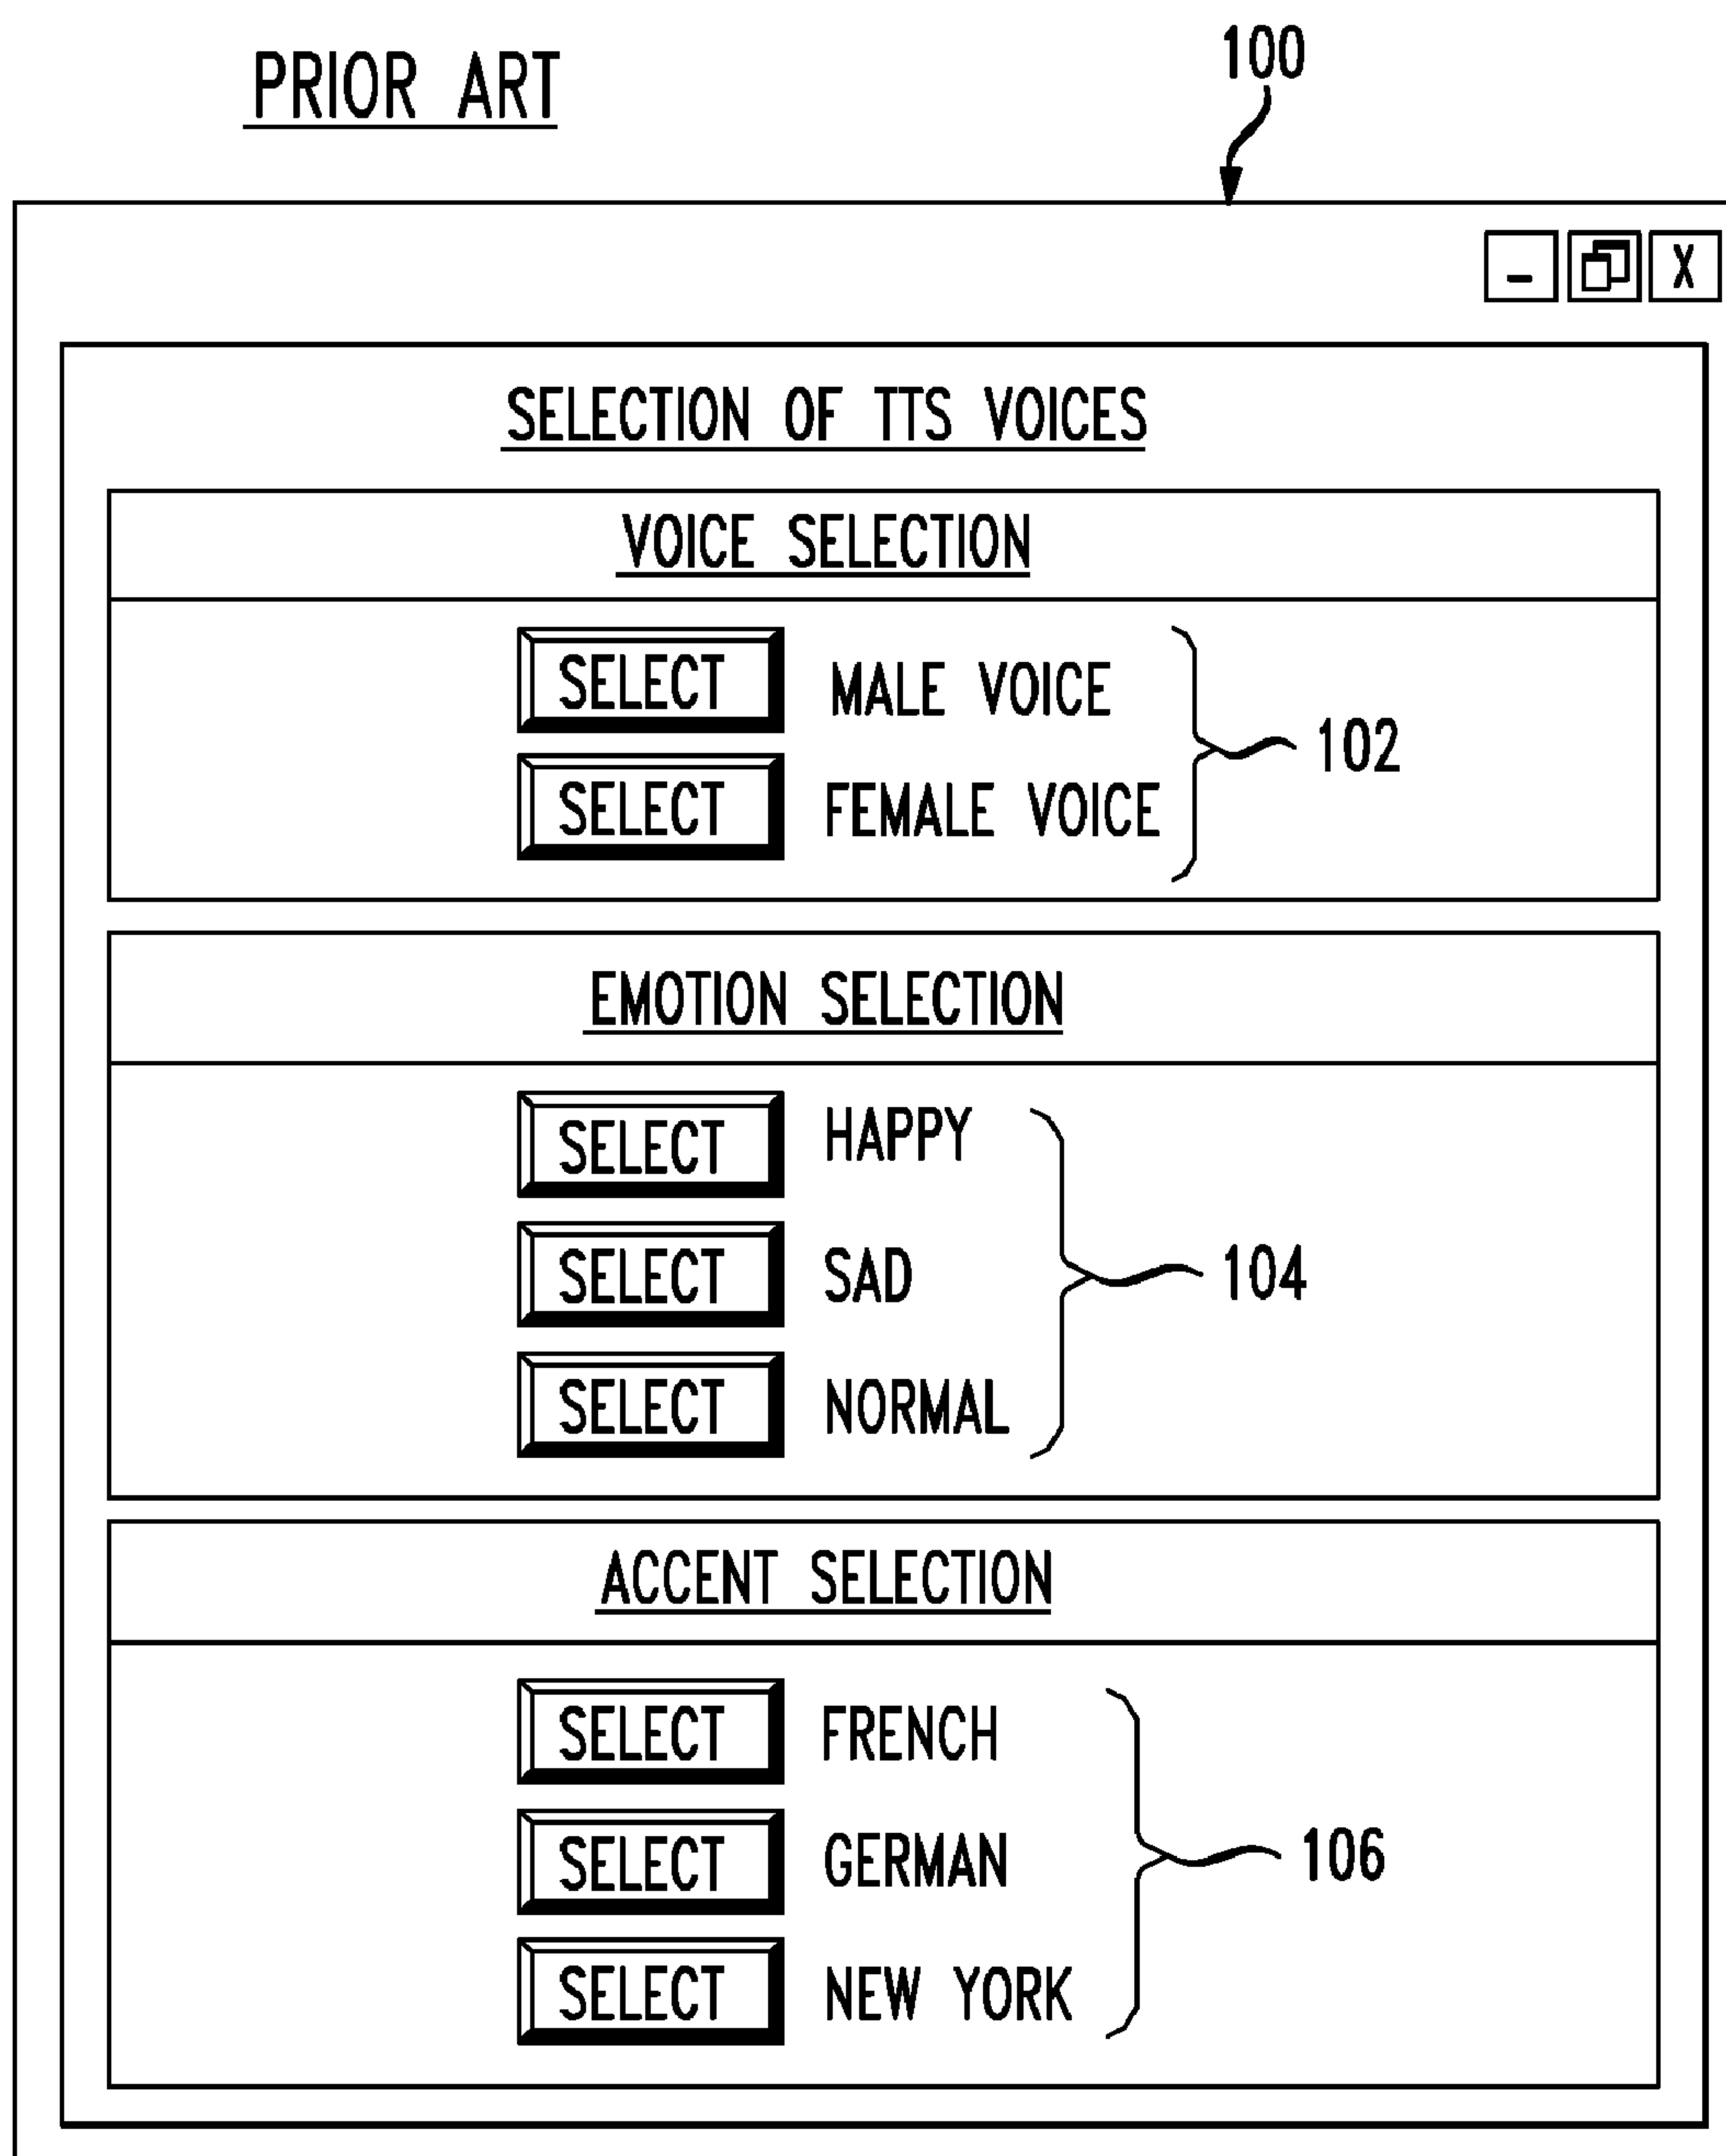 PRIOR ART
100
– X
SELECTION OF TTS VOICES
VOICE SELECTION
SELECT MALE VOICE
SELECT FEMALE VOICE
102
EMOTION SELECTION
SELECT HAPPY
SELECT SAD
104
SELECT NORMAL
ACCENT SELECTION
SELECT FRENCH
SELECT GERMAN
106
SELECT NEW YORK